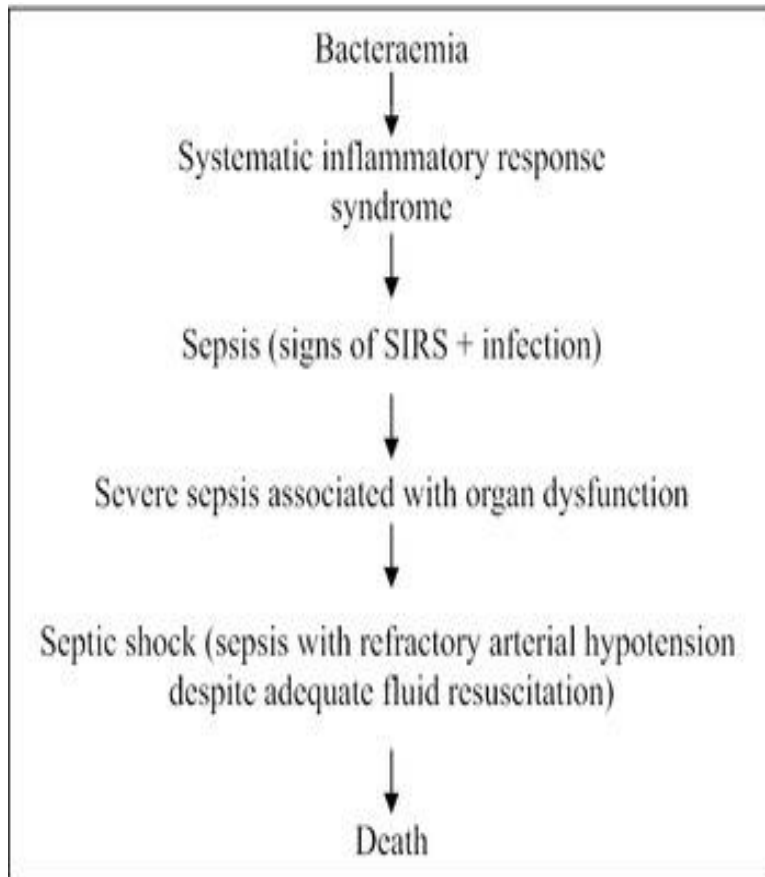 Bacteraemia
Systematic inflammatory response
syndrome
Sepsis (signs of SIRS + infection)
Severe sepsis associated with organ dysfunction
Septic shock (sepsis with refractory arterial hypotension
despite adequate fluid resuscitation)
Death